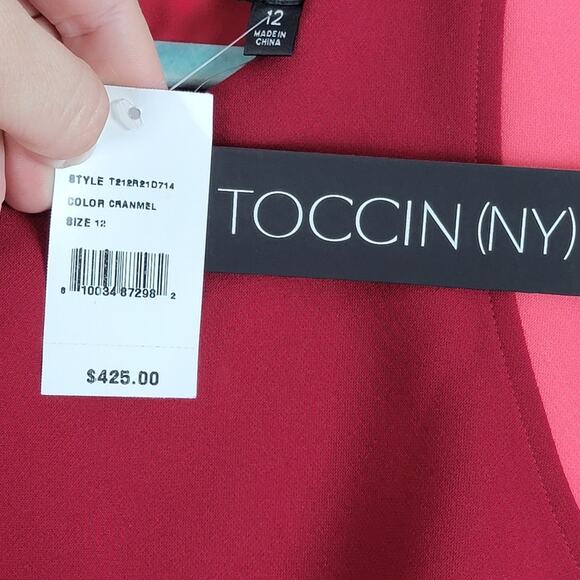 12
MADE IN
CHINA
STYLE T212R21D714
COLOR CRANMEL
SIZE 12
8 10034 87298 2
$425.00
TOCCIN (NY)